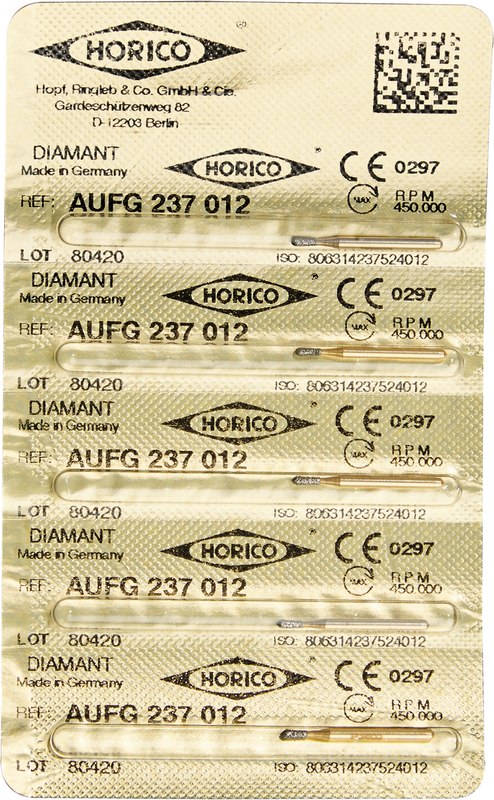 HORICO ®
Hopf, Ringleb & Co. GmbH & Cie.
Gardeschützenweg 82
D-12203 Berlin
DIAMANT HORICO ® CE 0297
Made in Germany
REF: AUFG 237 012 MAX RPM 450.000
LOT 80420 ISO: 806314237524012
DIAMANT HORICO ® CE 0297
Made in Germany
REF: AUFG 237 012 MAX RPM 450.000
LOT 80420 ISO: 806314237524012
DIAMANT HORICO ® CE 0297
Made in Germany
REF: AUFG 237 012 MAX RPM 450.000
LOT 80420 ISO: 806314237524012
DIAMANT HORICO ® CE 0297
Made in Germany
REF: AUFG 237 012 MAX RPM 450.000
LOT 80420 ISO: 806314237524012
DIAMANT HORICO ® CE 0297
Made in Germany
REF: AUFG 237 012 MAX RPM 450.000
LOT 80420 ISO: 806314237524012